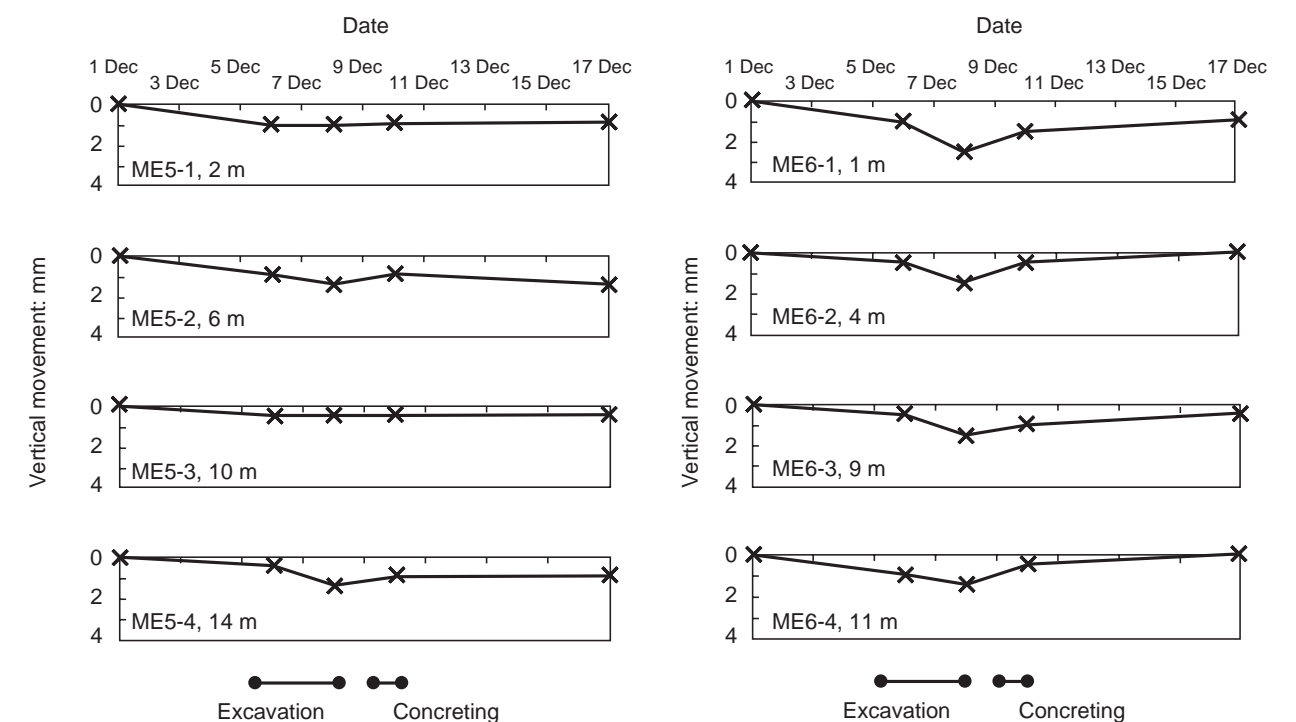 Date
1 Dec 5 Dec 9 Dec 13 Dec 17 Dec
3 Dec 7 Dec 11 Dec 15 Dec
0
2
4
ME5-1, 2 m
0
2
4
ME5-2, 6 m
0
2
4
ME5-3, 10 m
0
2
4
ME5-4, 14 m
Vertical movement: mm
Excavation Concreting
Date
1 Dec 5 Dec 9 Dec 13 Dec 17 Dec
3 Dec 7 Dec 11 Dec 15 Dec
0
2
4
ME6-1, 1 m
0
2
4
ME6-2, 4 m
0
2
4
ME6-3, 9 m
0
2
4
ME6-4, 11 m
Vertical movement: mm
Excavation Concreting